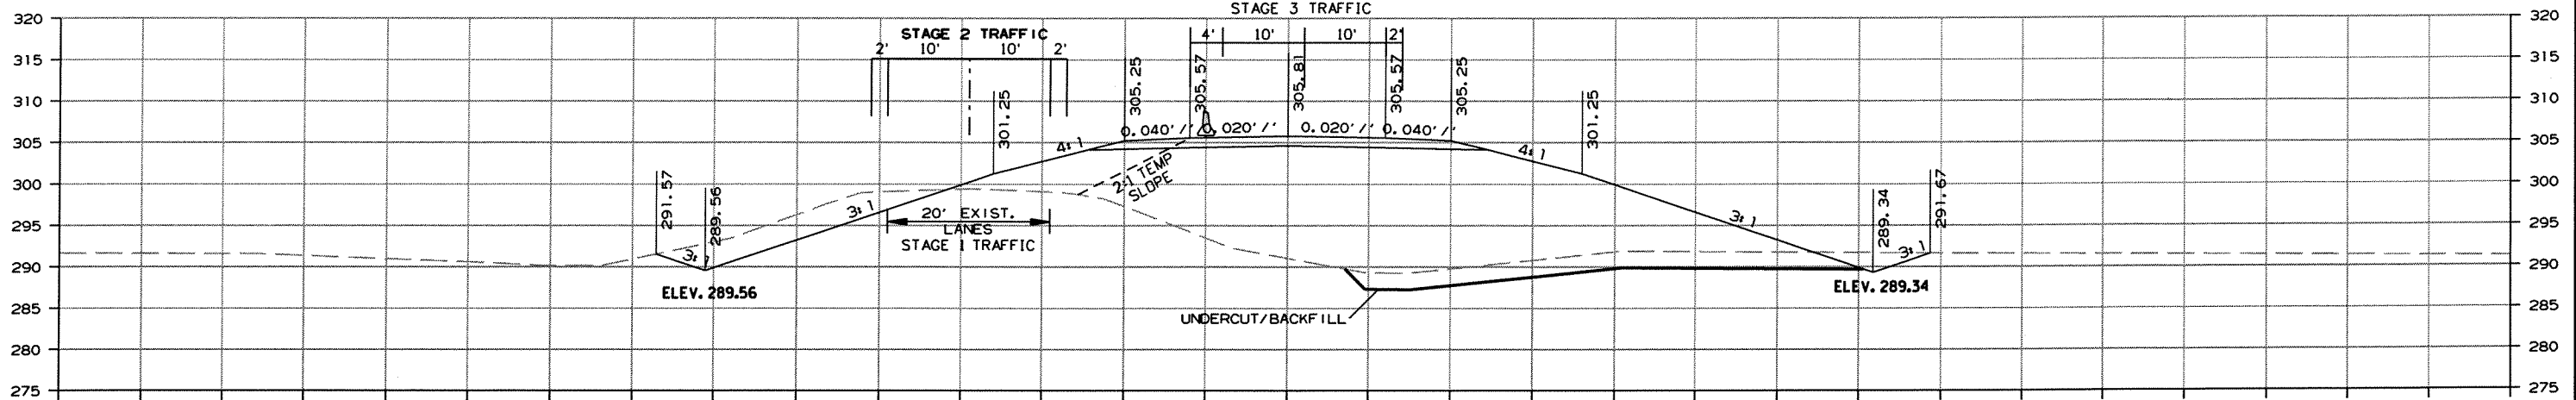 STAGE 3 TRAFFIC
320
320
STAGE 2 TRAFFIC
2' 10' 10' 2'
4' 10' 10' 2'
315
315
305.25
305.57
305.81
305.57
305.25
310
310
301.25
301.25
305
305
4:1
0.040'/' 0.020'/' 0.020'/' 0.040'/'
4:1
300
300
2:1 TEMP
SLOPE
291.57
289.56
289.34
291.67
295
295
3:1
20' EXIST.
LANES
STAGE 1 TRAFFIC
3:1
290
290
3:1
3:1
ELEV. 289.56
ELEV. 289.34
285
285
UNDERCUT/BACKFILL
280
280
275
275